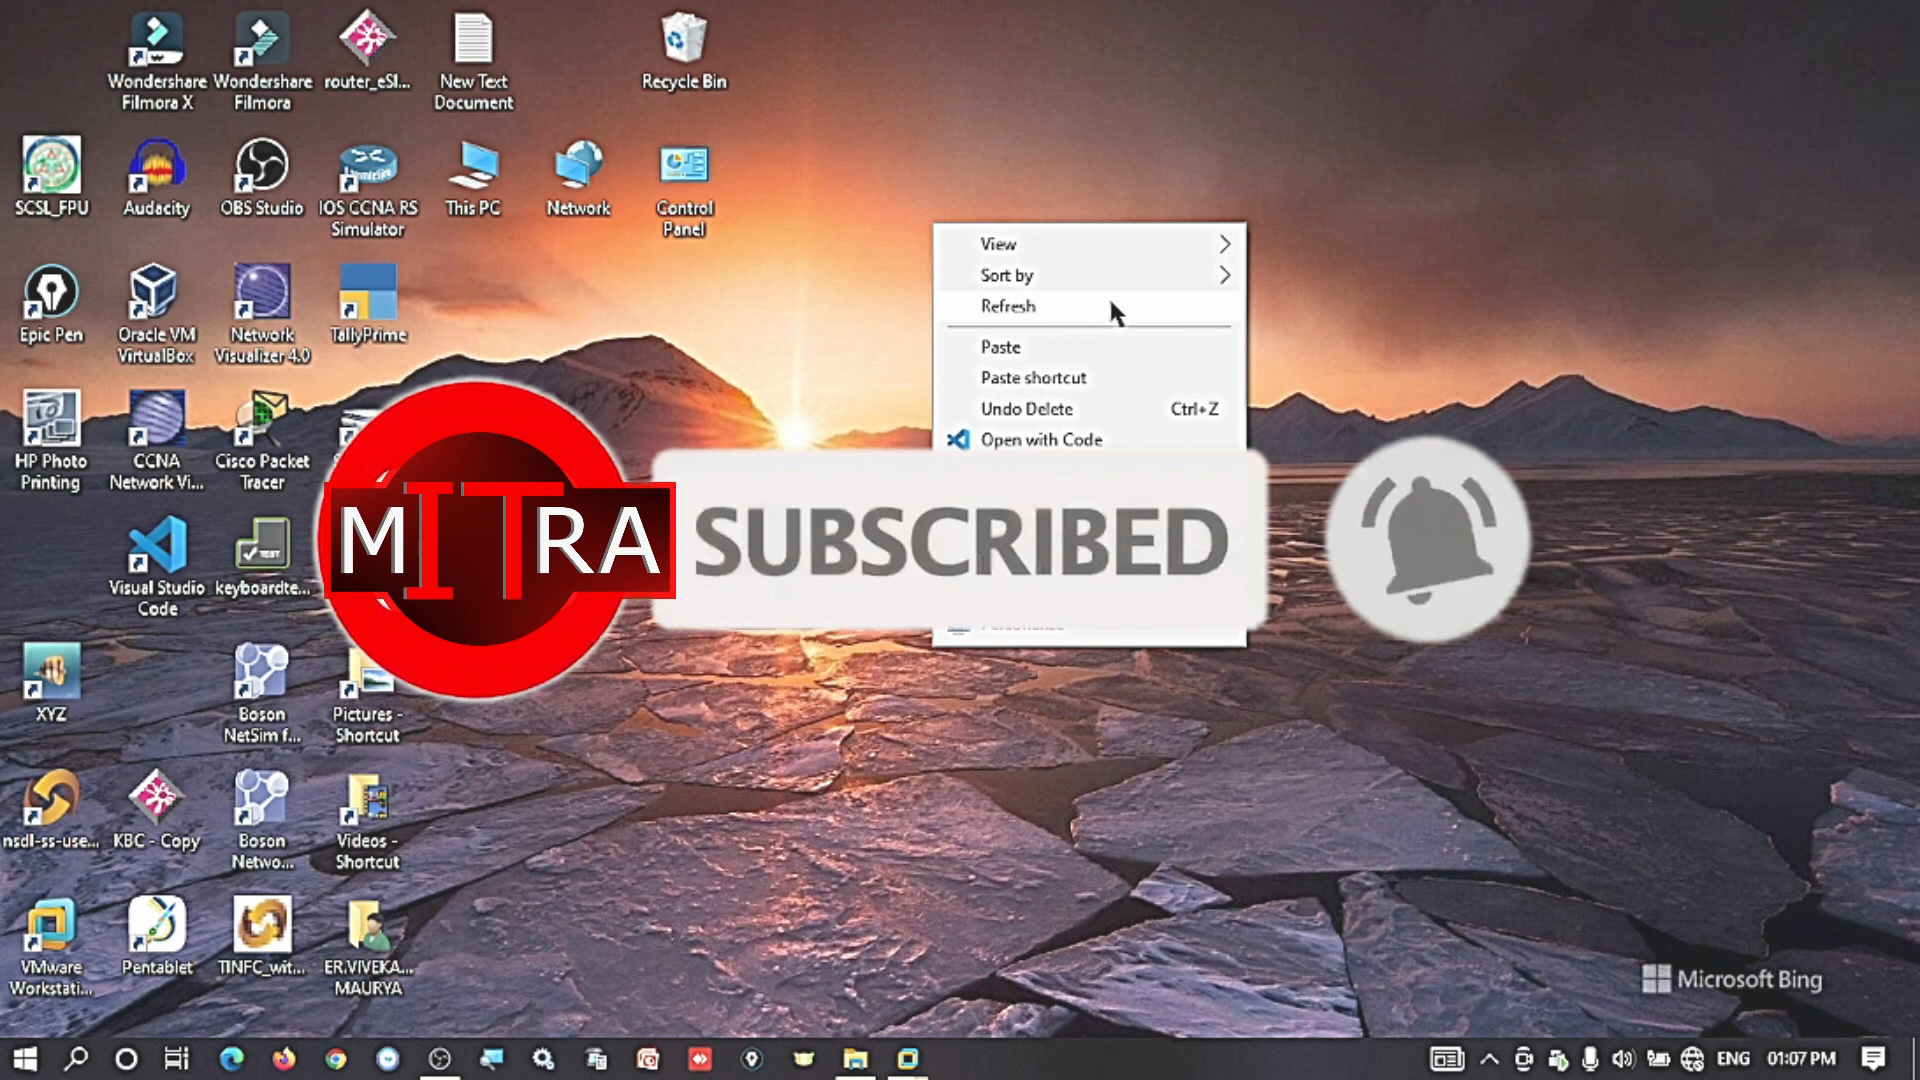 Wondershare
Filmora X
Wondershare
Filmora
router_eSI...
New Text
Document
Recycle Bin
SCSL_FPU
Audacity
OBS Studio
IOS CCNA RS
Simulator
This PC
Network
Control
Panel
View
Sort by
Refresh
Paste
Paste shortcut
Undo Delete Ctrl+Z
Open with Code
Epic Pen
Oracle VM
VirtualBox
Network
Visualizer 4.0
TallyPrime
HP Photo
Printing
CCNA
Network Vi...
Cisco Packet
Tracer
MITRA
SUBSCRIBED
Visual Studio
Code
keyboardte...
XYZ
Boson
NetSim f...
Pictures -
Shortcut
nsdl-ss-use...
KBC - Copy
Boson
Netwo...
Videos -
Shortcut
VMware
Workstati...
Pentablet
TINFC_wit...
ER.VIVEKA...
MAURYA
Microsoft Bing
ENG
01:07 PM